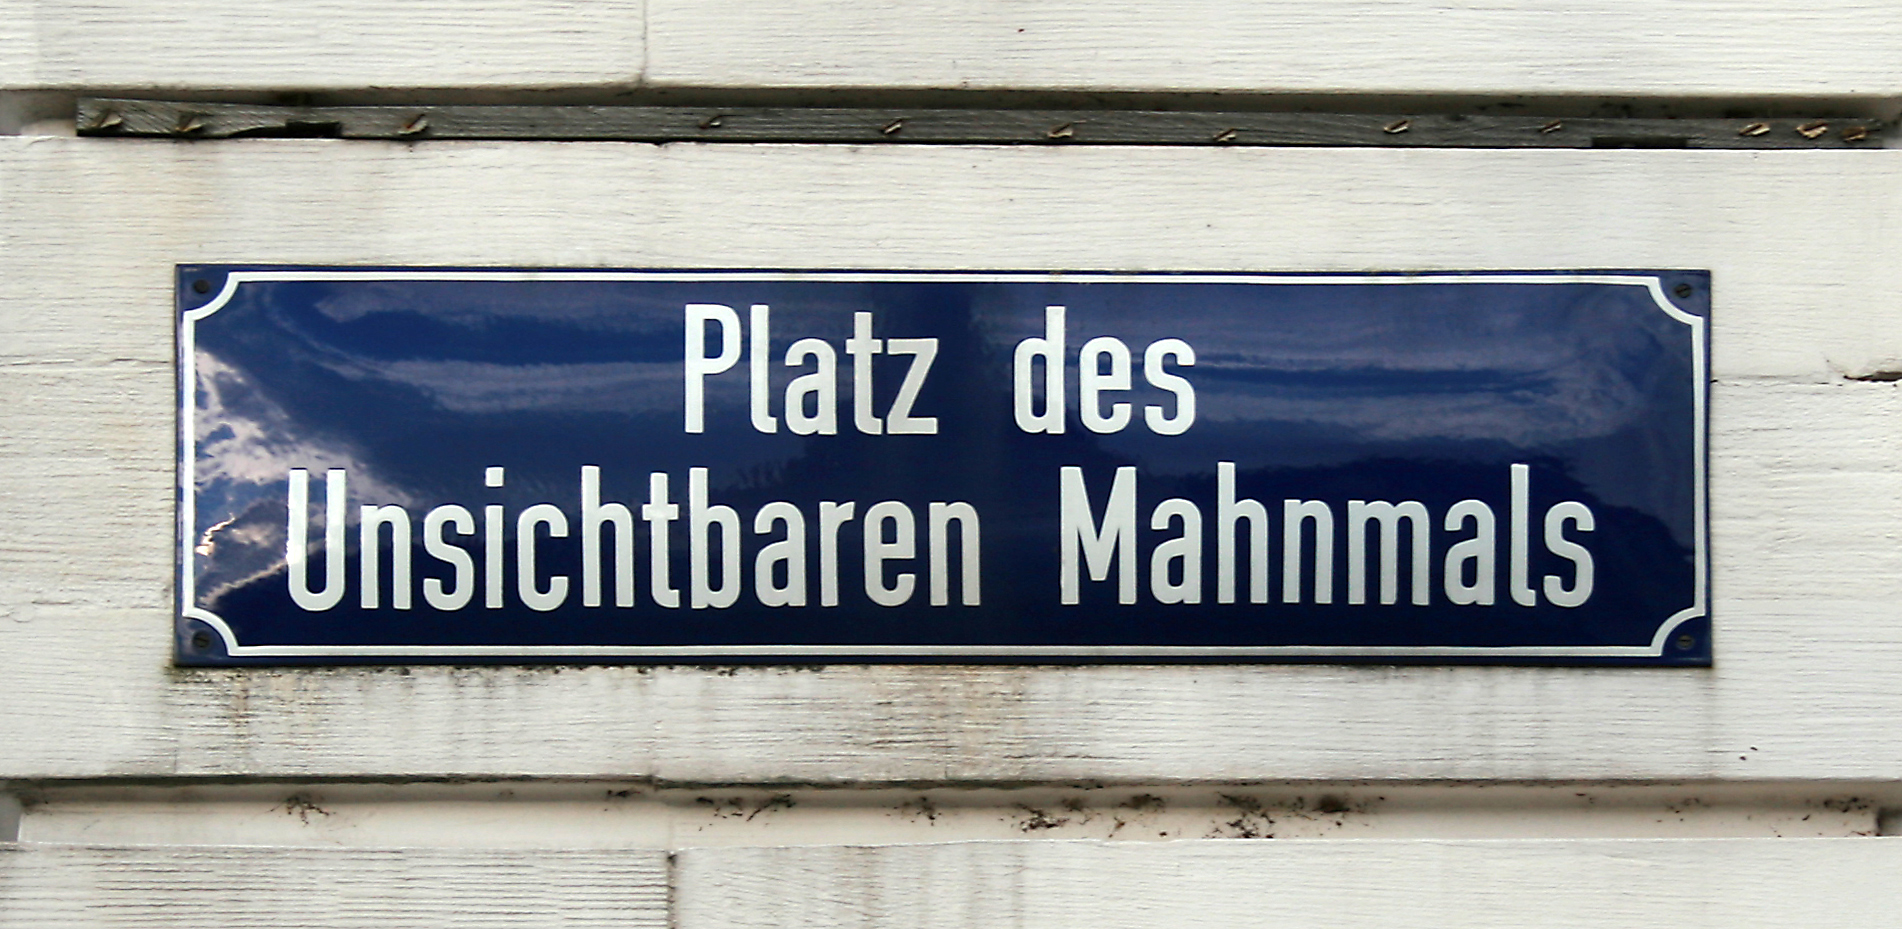 Platz des
Unsichtbaren Mahnmals